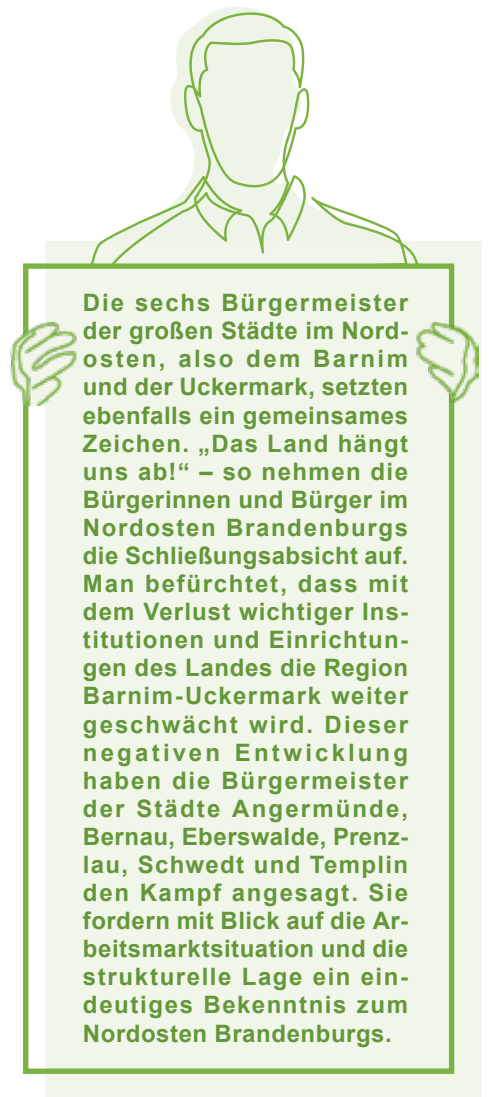 Die sechs Bürgermeister
der großen Städte im Nord-
osten, also dem Barnim
und der Uckermark, setzten
ebenfalls ein gemeinsames
Zeichen. „Das Land hängt
uns ab!“ – so nehmen die
Bürgerinnen und Bürger im
Nordosten Brandenburgs
die Schließungsabsicht auf.
Man befürchtet, dass mit
dem Verlust wichtiger Ins-
titutionen und Einrichtun-
gen des Landes die Region
Barnim-Uckermark weiter
geschwächt wird. Dieser
negativen Entwicklung
haben die Bürgermeister
der Städte Angermünde,
Bernau, Eberswalde, Prenz-
lau, Schwedt und Templin
den Kampf angesagt. Sie
fordern mit Blick auf die Ar-
beitsmarktsituation und die
strukturelle Lage ein ein-
deutiges Bekenntnis zum
Nordosten Brandenburgs.